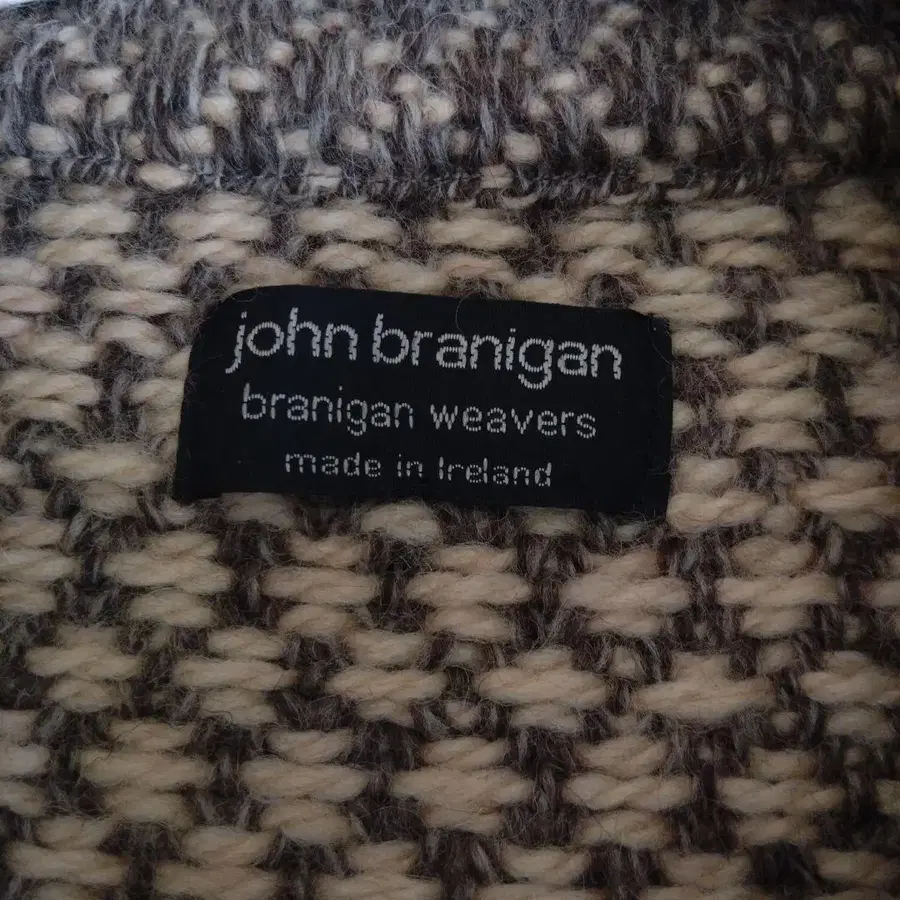 john branigan
branigan weavers
made in Ireland